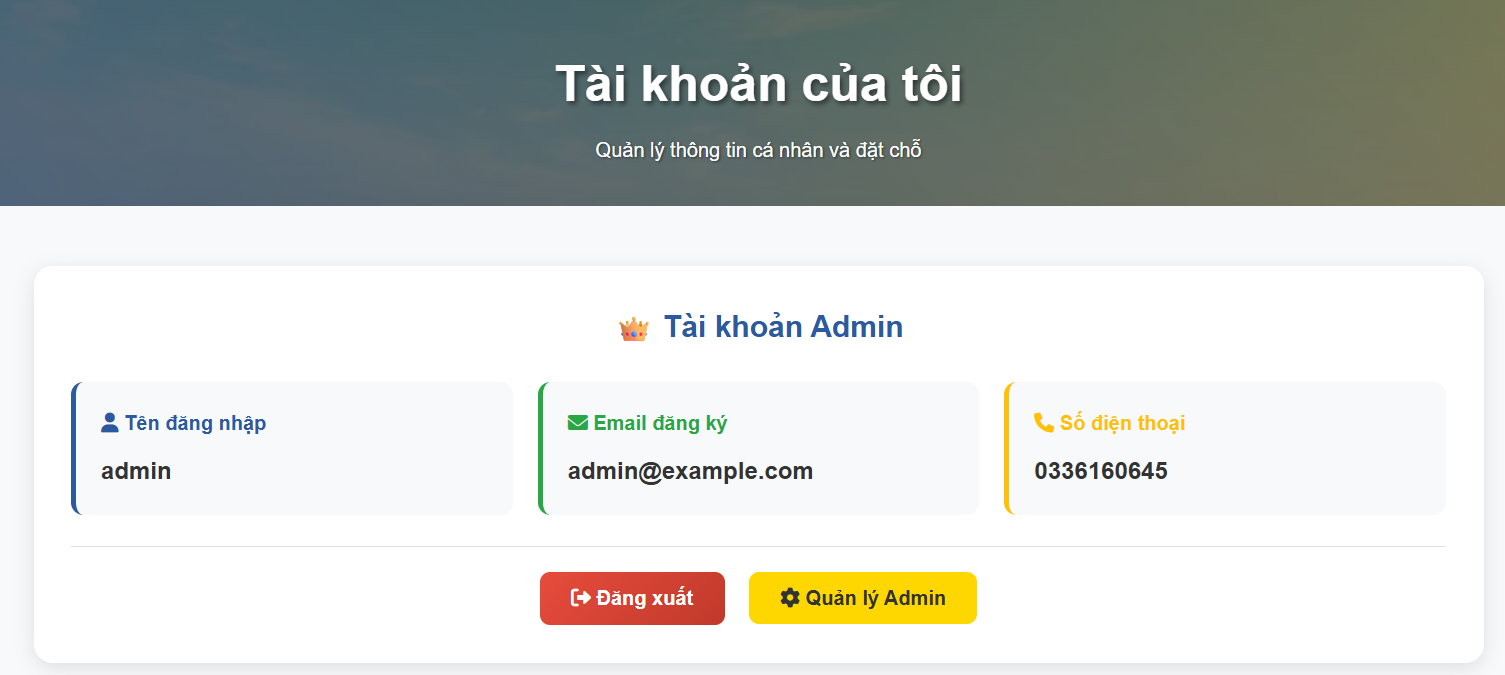 Tài khoản của tôi
Quản lý thông tin cá nhân và đặt chỗ
Tài khoản Admin
Tên đăng nhập
admin
Email đăng ký
admin@example.com
Số điện thoại
0336160645
Đăng xuất
Quản lý Admin